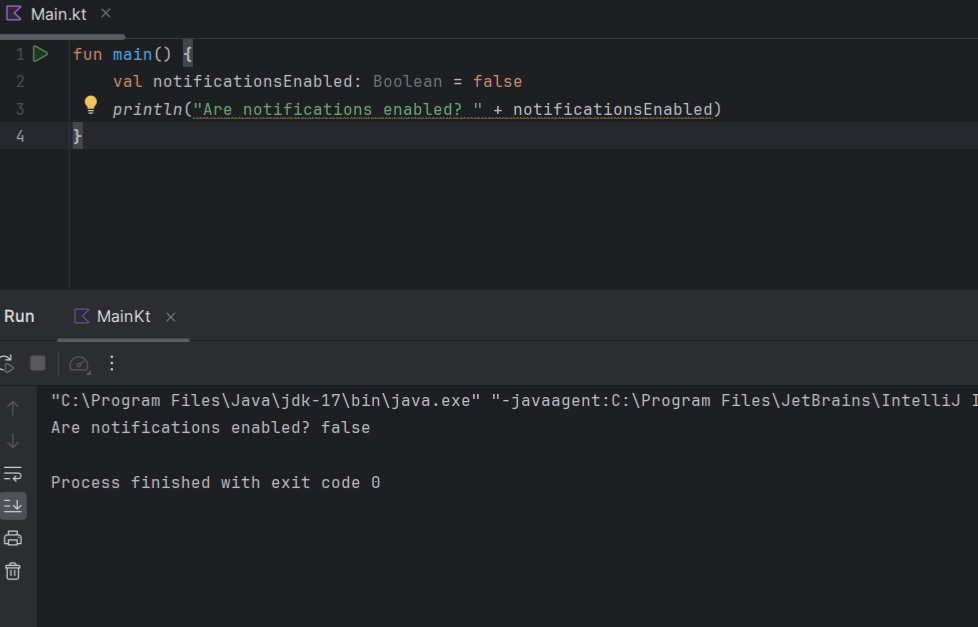 Main.kt
1 fun main() {
2 val notificationsEnabled: Boolean = false
3 println("Are notifications enabled? " + notificationsEnabled)
4 }
Run MainKt
"C:\Program Files\Java\jdk-17\bin\java.exe" "-javaagent:C:\Program Files\JetBrains\IntelliJ
Are notifications enabled? false
Process finished with exit code 0